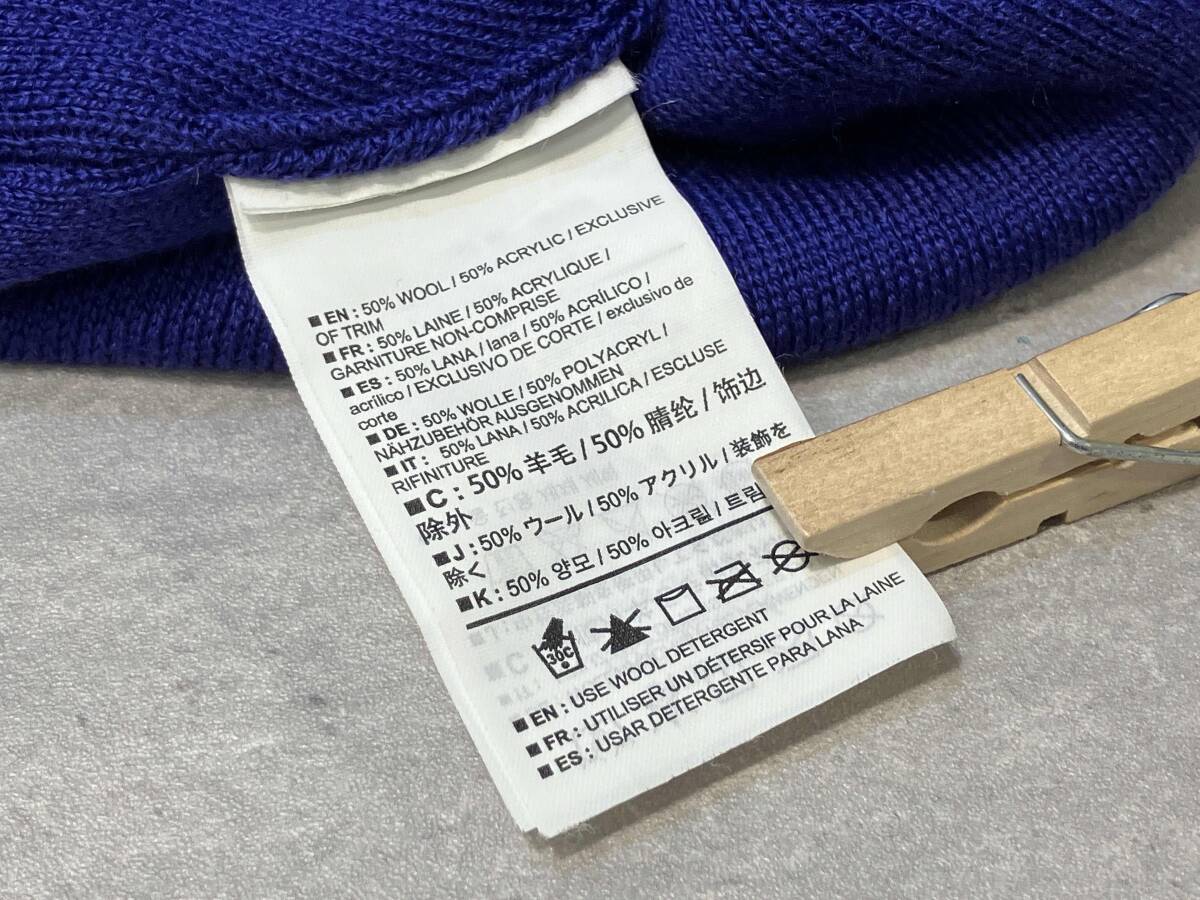 ■ EN : 50% WOOL / 50% ACRYLIC / EXCLUSIVE
OF TRIM
■ FR : 50% LAINE / 50% ACRYLIQUE /
GARNITURE NON-COMPRISE
■ ES : 50% LANA / lana / 50% ACRÍLICO /
acrílico / EXCLUSIVO DE CORTE / exclusivo de
corte
■ DE : 50% WOLLE / 50% POLYACRYL /
NÄHZUBEHÖR AUSGENOMMEN
■ IT : 50% LANA / 50% ACRILICA / ESCLUSE
RIFINITURE
■ C : 50% 羊毛 / 50% 腈纶 / 饰边
除外
■ J : 50% ウール / 50% アクリル / 装飾を
除く
■ K : 50% 양모 / 50% 아크릴 / 트림
30C
■ EN : USE WOOL DETERGENT
■ FR : UTILISER UN DÉTERSIF POUR LA LAINE
■ ES : USAR DETERGENTE PARA LANA